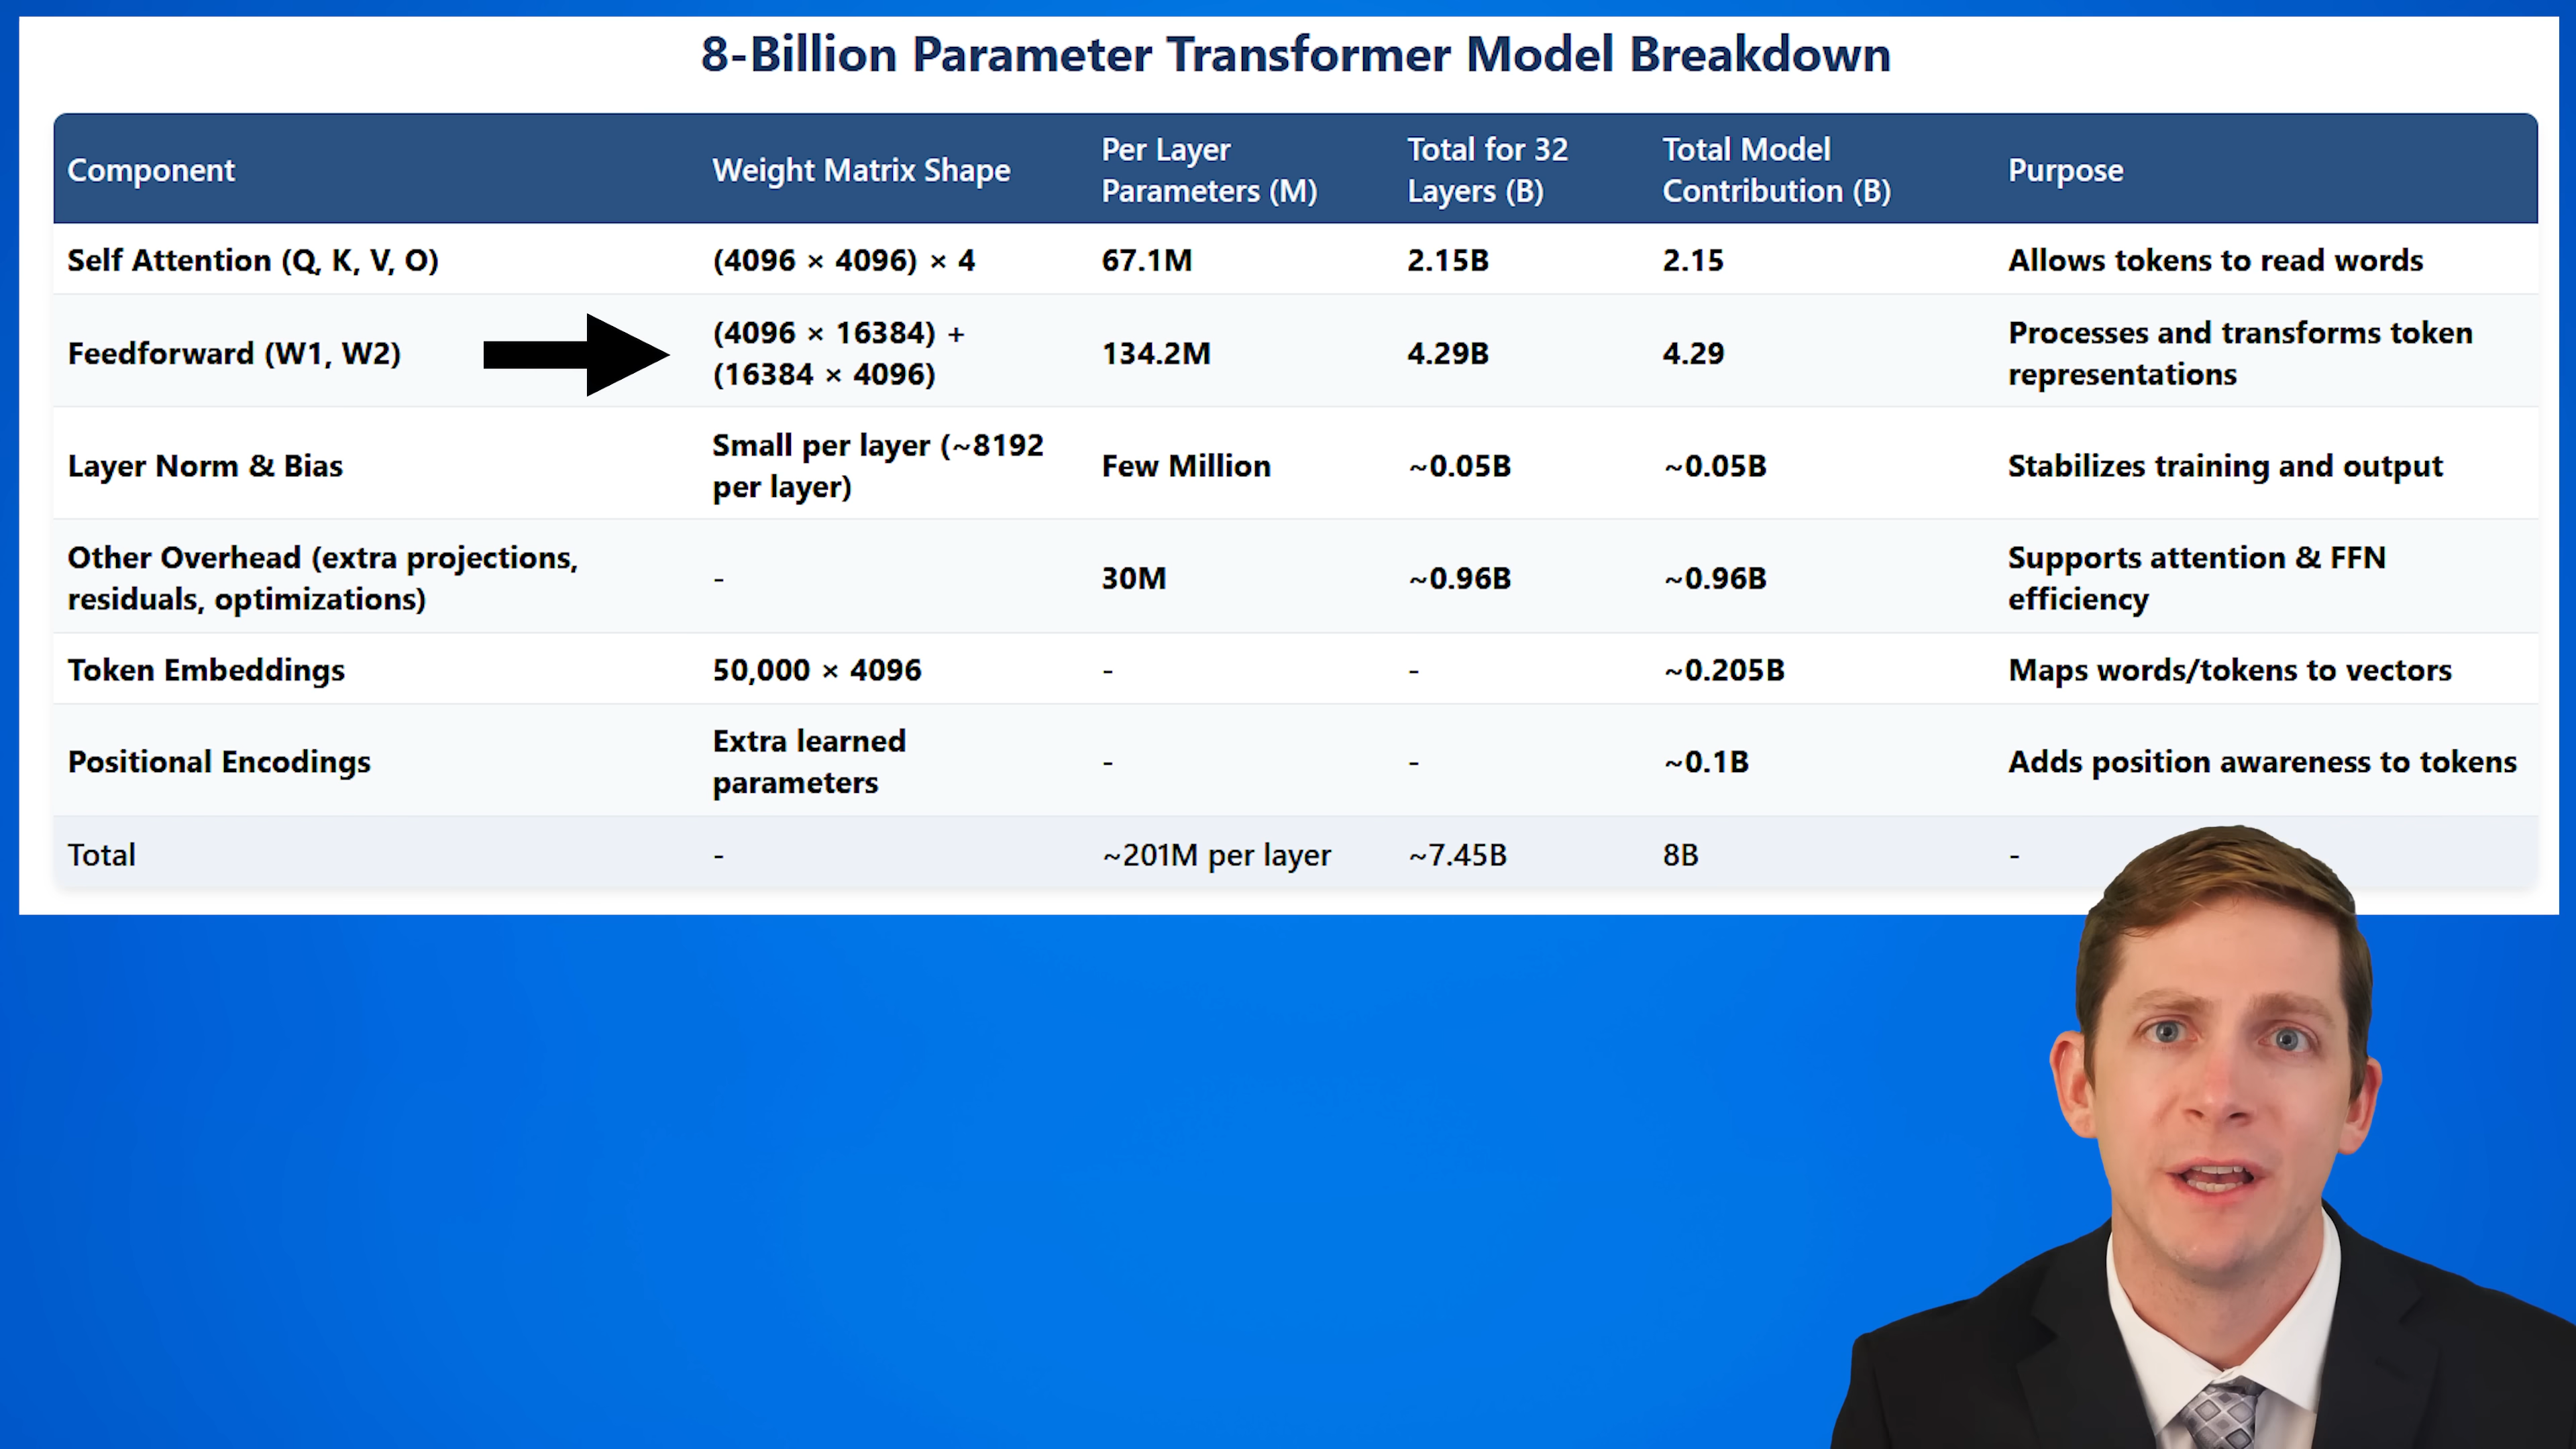 8-Billion Parameter Transformer Model Breakdown
Component Weight Matrix Shape Per Layer Parameters (M) Total for 32 Layers (B) Total Model Contribution (B) Purpose
Self Attention (Q, K, V, O) (4096 × 4096) × 4 67.1M 2.15B 2.15 Allows tokens to read words
Feedforward (W1, W2) (4096 × 16384) + (16384 × 4096) 134.2M 4.29B 4.29 Processes and transforms token representations
Layer Norm & Bias Small per layer (~8192 per layer) Few Million ~0.05B ~0.05B Stabilizes training and output
Other Overhead (extra projections, residuals, optimizations) - 30M ~0.96B ~0.96B Supports attention & FFN efficiency
Token Embeddings 50,000 × 4096 - - ~0.205B Maps words/tokens to vectors
Positional Encodings Extra learned parameters - - ~0.1B Adds position awareness to tokens
Total - ~201M per layer ~7.45B 8B -